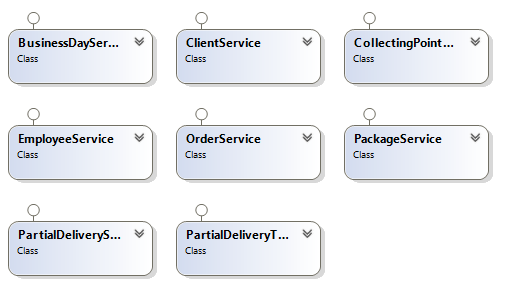 BusinessDaySer...
Class
ClientService
Class
CollectingPoint...
Class
EmployeeService
Class
OrderService
Class
PackageService
Class
PartialDeliveryS...
Class
PartialDeliveryT...
Class